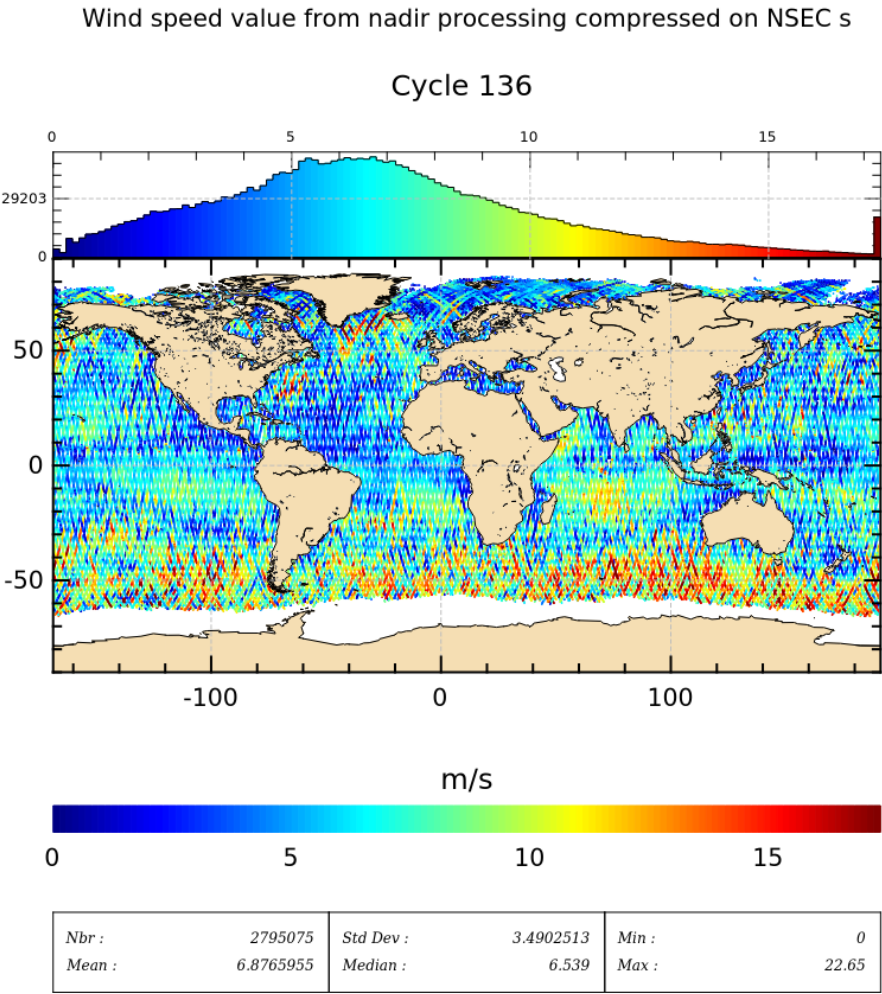 Wind speed value from nadir processing compressed on NSEC s
Cycle 136
0 5 10 15
29203
0
50
0
-50
-100 0 100
m/s
0 5 10 15
Nbr : 2795075 Std Dev : 3.4902513 Min : 0
Mean : 6.8765955 Median : 6.539 Max : 22.65